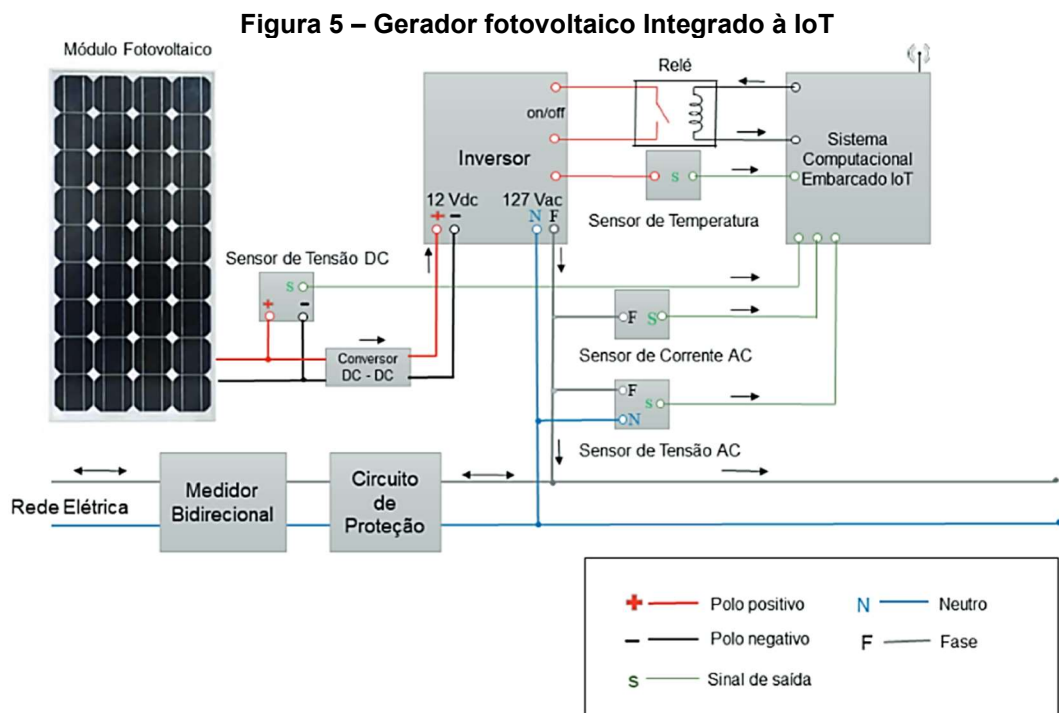 Figura 5 – Gerador fotovoltaico Integrado à IoT
Módulo Fotovoltaico
Relé
on/off
Inversor
Sistema
Computacional
Embarcado IoT
S
12 Vdc
127 Vac
+
-
N
F
Sensor de Temperatura
Sensor de Tensão DC
S
+
-
F
S
Conversor
DC - DC
Sensor de Corrente AC
F
S
N
Sensor de Tensão AC
Rede Elétrica
Medidor
Bidirecional
Circuito
de
Proteção
+ Polo positivo
N Neutro
- Polo negativo
F Fase
S Sinal de saída